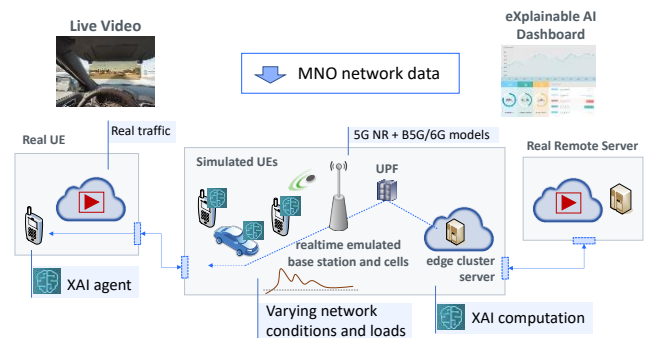 Live Video
eXplainable AI
Dashboard
MNO network data
Real traffic
5G NR + B5G/6G models
Real UE
Simulated UEs
UPF
Real Remote Server
realtime emulated
base station and cells
edge cluster
server
XAI agent
Varying network
conditions and loads
XAI computation